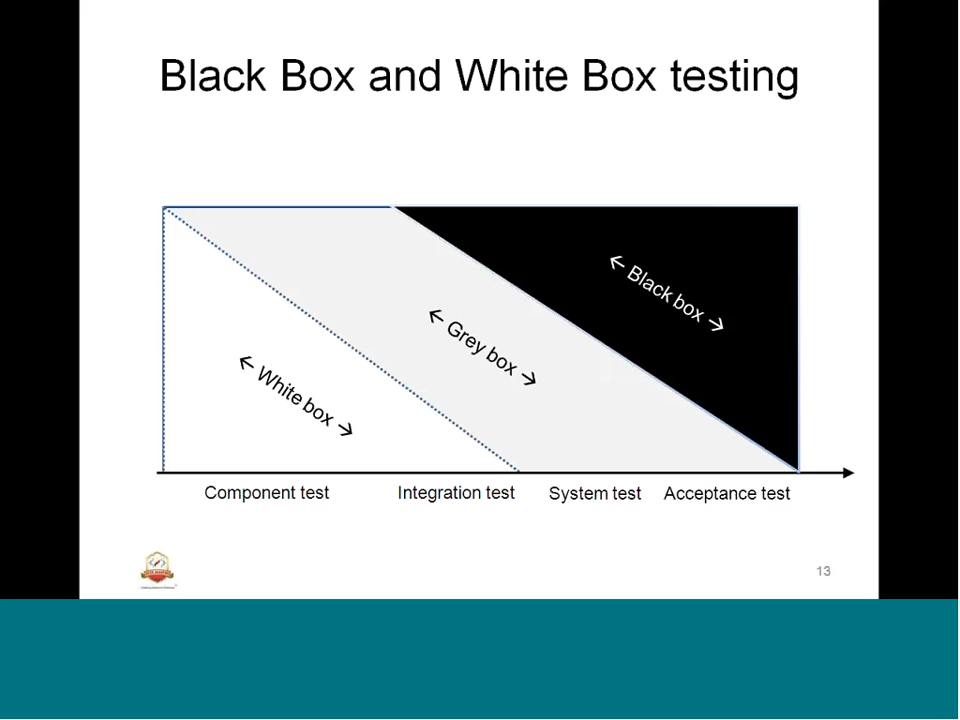 Black Box and White Box testing
← Black box →
← Grey box →
← White box →
Component test
Integration test
System test
Acceptance test
13